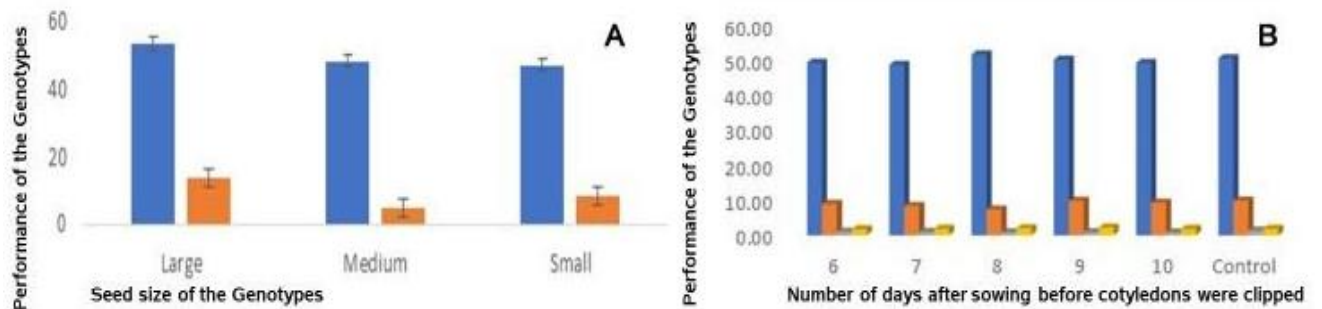 Performance of the Genotypes
60
40
20
0
A
Large Medium Small
Seed size of the Genotypes
Performance of the Genotypes
60.00
50.00
40.00
30.00
20.00
10.00
0.00
B
6 7 8 9 10 Control
Number of days after sowing before cotyledons were clipped